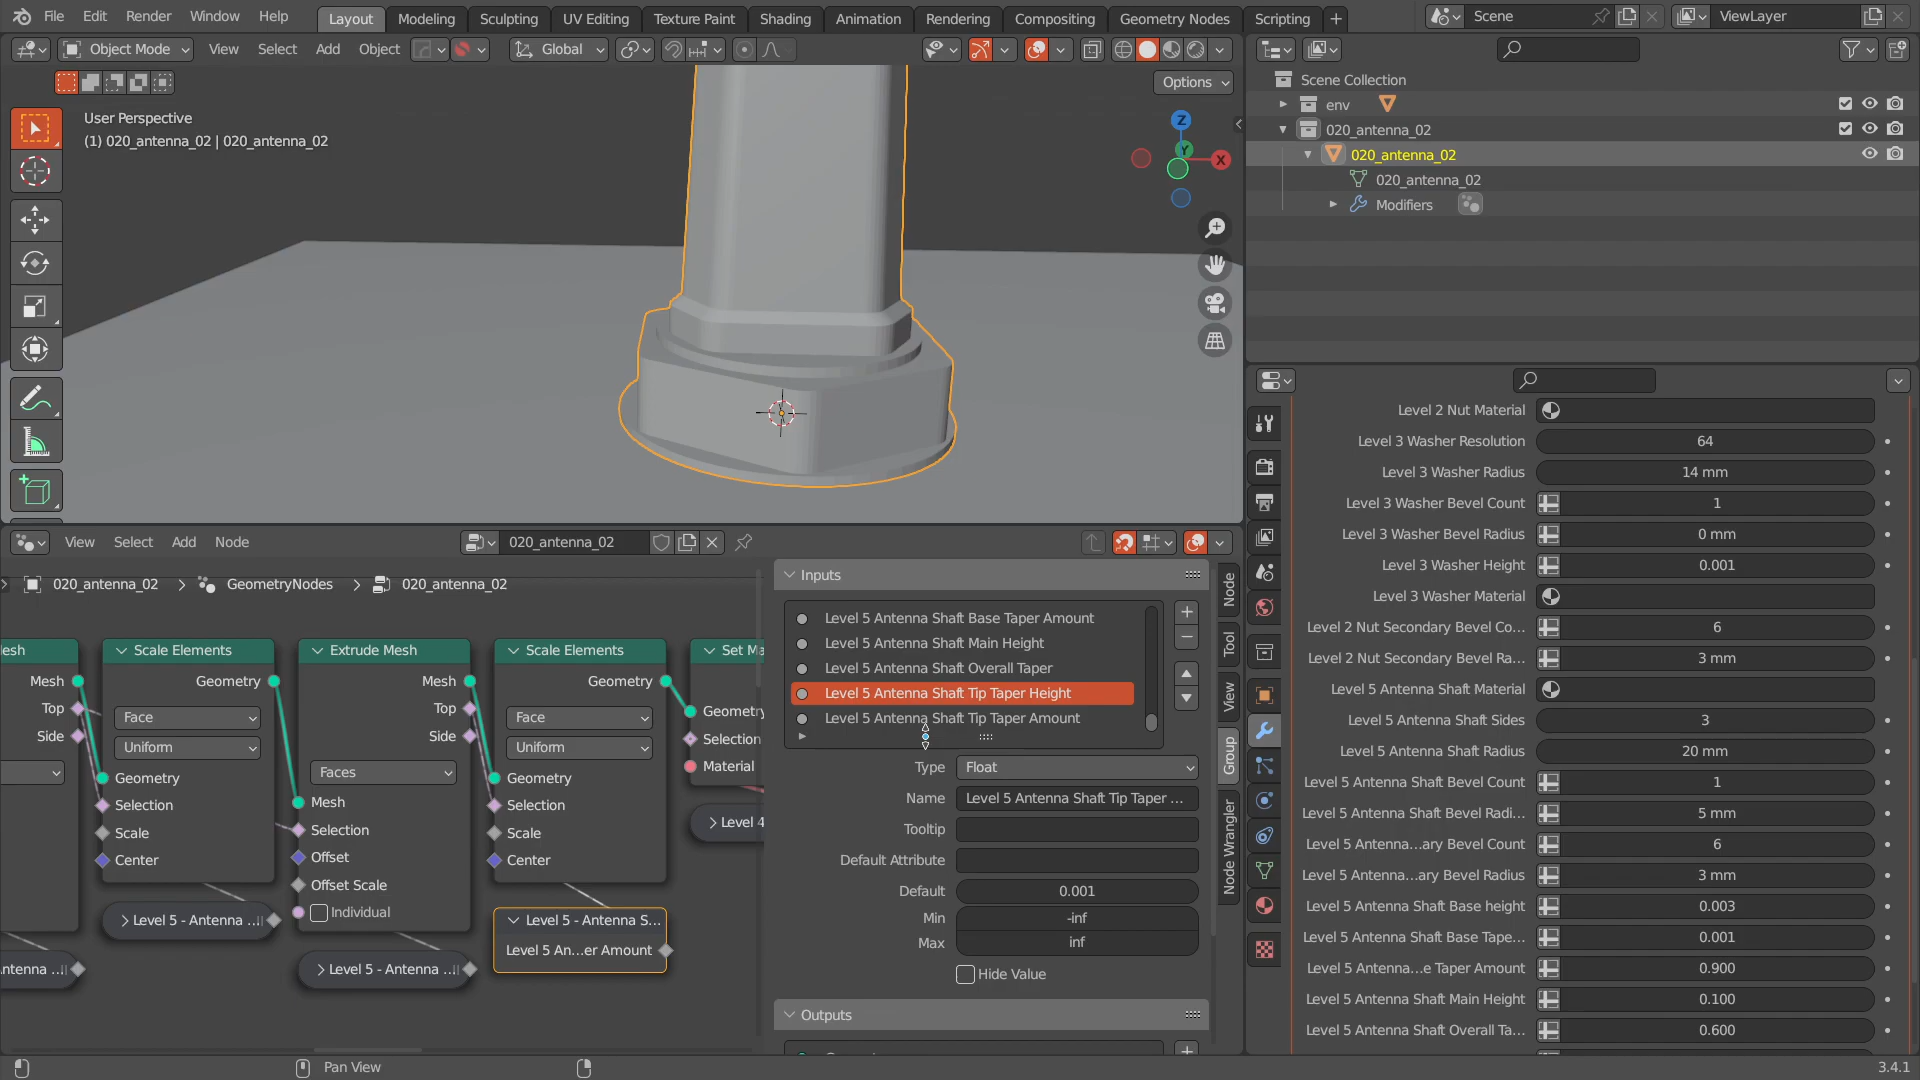 File Edit Render Window Help Layout Modeling Sculpting UV Editing Texture Paint Shading Animation Rendering Compositing Geometry Nodes Scripting Scene ViewLayer
Object Mode View Select Add Object Global
Options
User Perspective
(1) 020_antenna_02 | 020_antenna_02
Z
Y
X
Scene Collection
env
020_antenna_02
020_antenna_02
020_antenna_02
Modifiers
View Select Add Node 020_antenna_02
020_antenna_02 > GeometryNodes > 020_antenna_02
esh
Mesh
Top
Side
Scale Elements
Geometry
Face
Uniform
Geometry
Selection
Scale
Center
Level 5 - Antenna ...
Extrude Mesh
Mesh
Top
Side
Faces
Mesh
Selection
Offset
Offset Scale
Individual
Level 5 - Antenna ...
Scale Elements
Geometry
Face
Uniform
Geometry
Selection
Scale
Center
Level 5 - Antenna S...
Level 5 An...er Amount
Set Ma
Geometry
Selection
Material
Level 4
ntenna ...
Inputs
Level 5 Antenna Shaft Base Taper Amount
Level 5 Antenna Shaft Main Height
Level 5 Antenna Shaft Overall Taper
Level 5 Antenna Shaft Tip Taper Height
Level 5 Antenna Shaft Tip Taper Amount
Type Float
Name Level 5 Antenna Shaft Tip Taper ...
Tooltip
Default Attribute
Default 0.001
Min -inf
Max inf
Hide Value
Outputs
Node
Tool
View
Group
Node Wrangler
Level 2 Nut Material
Level 3 Washer Resolution 64
Level 3 Washer Radius 14 mm
Level 3 Washer Bevel Count 1
Level 3 Washer Bevel Radius 0 mm
Level 3 Washer Height 0.001
Level 3 Washer Material
Level 2 Nut Secondary Bevel Co... 6
Level 2 Nut Secondary Bevel Ra... 3 mm
Level 5 Antenna Shaft Material
Level 5 Antenna Shaft Sides 3
Level 5 Antenna Shaft Radius 20 mm
Level 5 Antenna Shaft Bevel Count 1
Level 5 Antenna Shaft Bevel Radi... 5 mm
Level 5 Antenna...ary Bevel Count 6
Level 5 Antenna...ary Bevel Radius 3 mm
Level 5 Antenna Shaft Base height 0.003
Level 5 Antenna Shaft Base Tape... 0.001
Level 5 Antenna...e Taper Amount 0.900
Level 5 Antenna Shaft Main Height 0.100
Level 5 Antenna Shaft Overall Ta... 0.600
Pan View
3.4.1